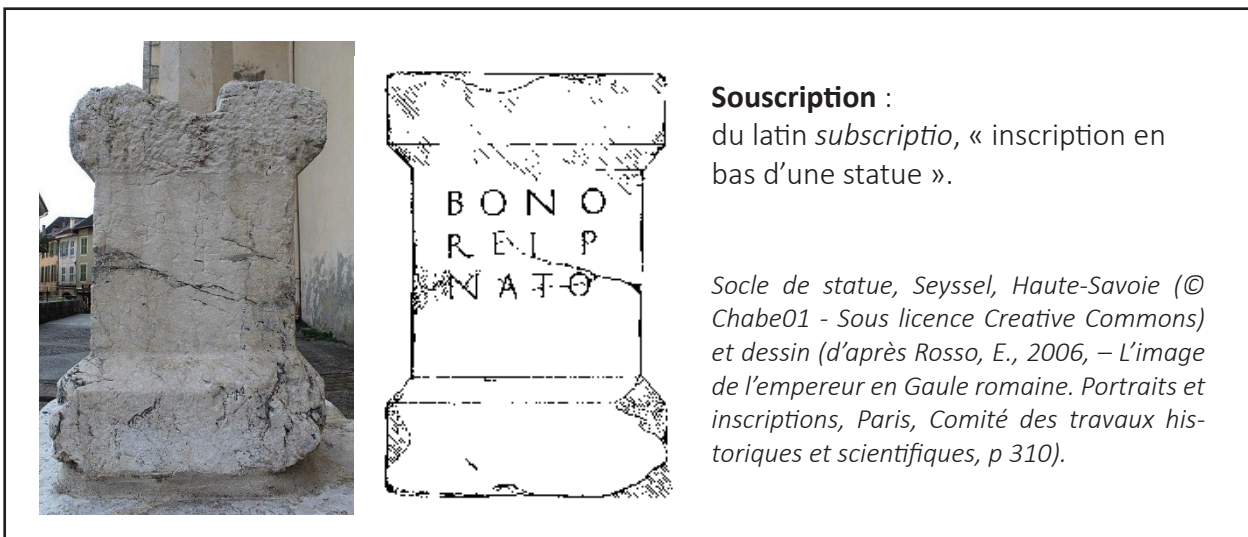 BONO
REI P
NATO
Souscription :
du latin subscriptio, « inscription en
bas d’une statue ».
Socle de statue, Seyssel, Haute-Savoie (©
Chabe01 - Sous licence Creative Commons)
et dessin (d’après Rosso, E., 2006, – L’image
de l’empereur en Gaule romaine. Portraits et
inscriptions, Paris, Comité des travaux his-
toriques et scientifiques, p 310).